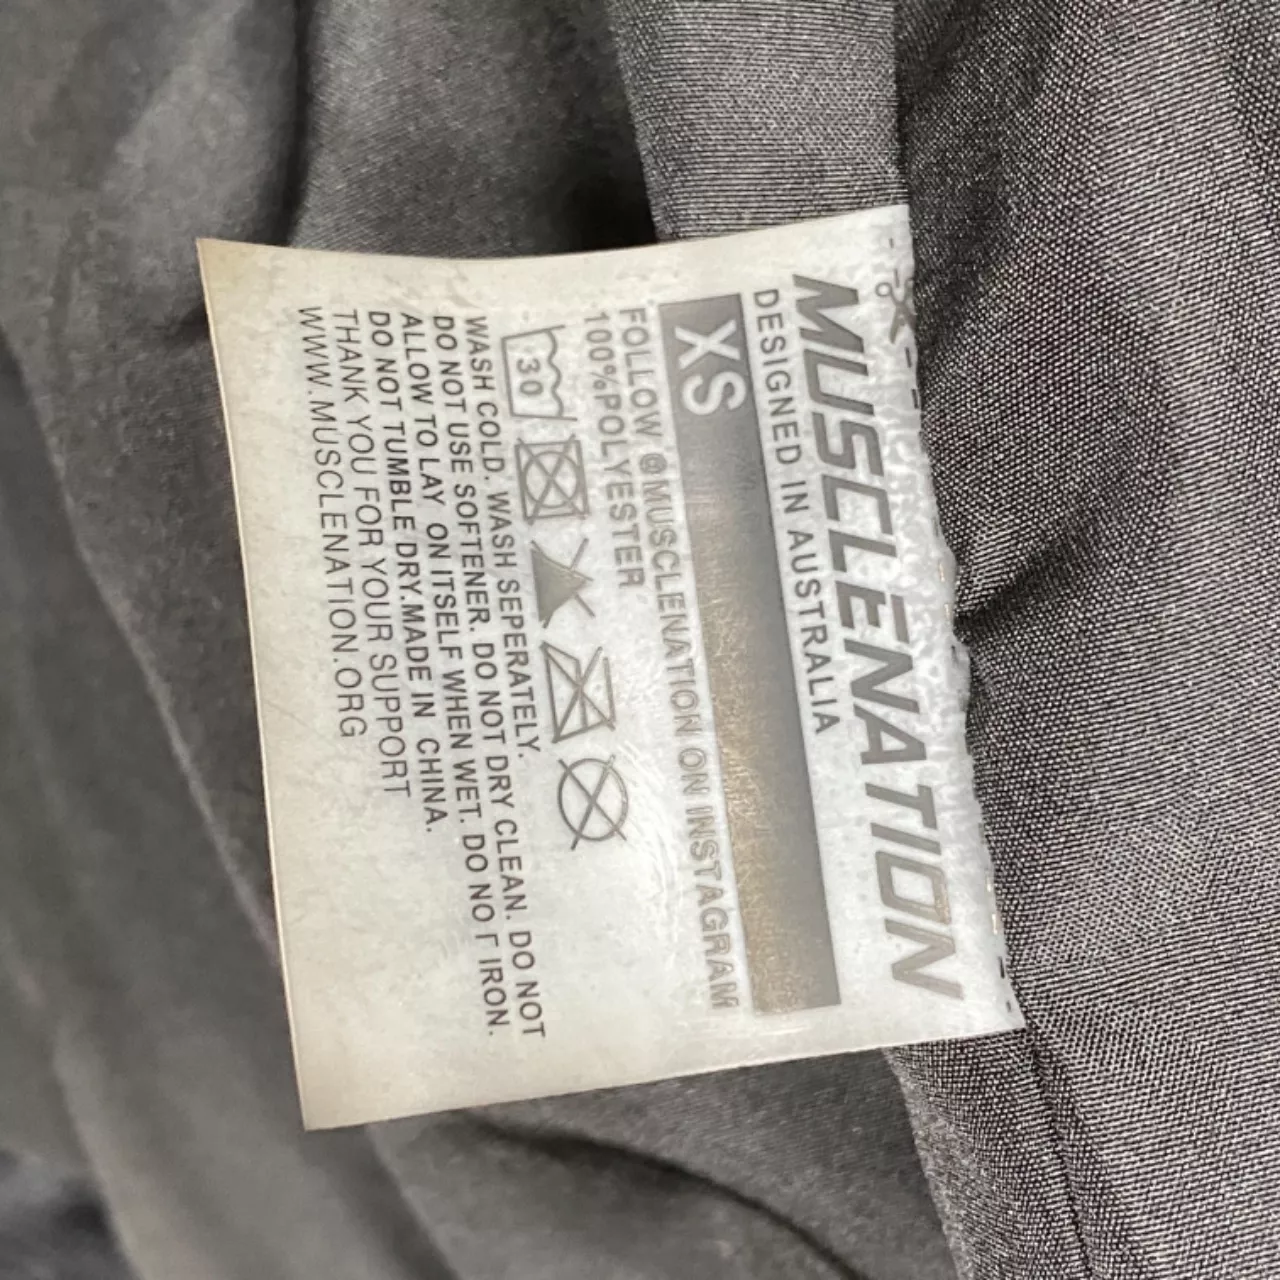 MUSCLENATION
DESIGNED IN AUSTRALIA
XS
FOLLOW @MUSCLENATION ON INSTAGRAM
100%POLYESTER
30
WASH COLD. WASH SEPERATELY.
DO NOT USE SOFTENER. DO NOT DRY CLEAN. DO NOT
ALLOW TO LAY ON ITSELF WHEN WET. DO NOT IRON.
DO NOT TUMBLE DRY.MADE IN CHINA.
THANK YOU FOR YOUR SUPPORT
WWW.MUSCLENATION.ORG